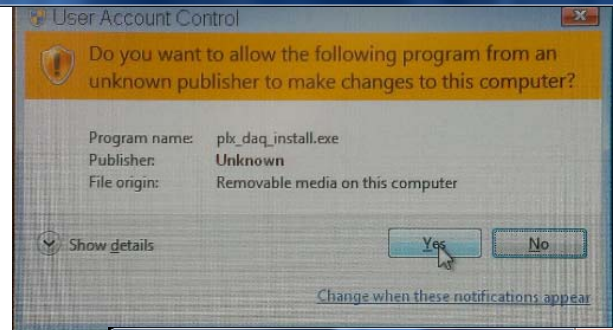 User Account Control
Do you want to allow the following program from an
unknown publisher to make changes to this computer?
Program name: plx_daq_install.exe
Publisher: Unknown
File origin: Removable media on this computer
Show details
Yes
No
Change when these notifications appear